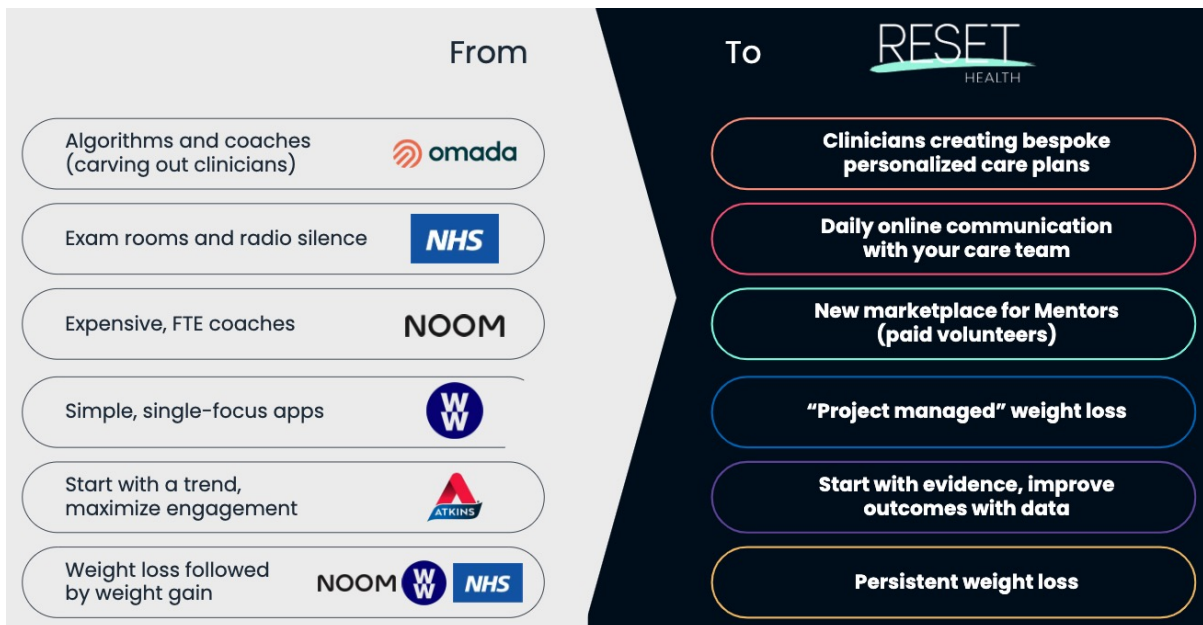 From
To
RESET
HEALTH
Algorithms and coaches
(carving out clinicians)
omada
Clinicians creating bespoke
personalized care plans
Exam rooms and radio silence
NHS
Daily online communication
with your care team
Expensive, FTE coaches
NOOM
New marketplace for Mentors
(paid volunteers)
Simple, single-focus apps
W
W
“Project managed” weight loss
Start with a trend,
maximize engagement
ATKINS
Start with evidence, improve
outcomes with data
Weight loss followed
by weight gain
NOOM
W
W
NHS
Persistent weight loss